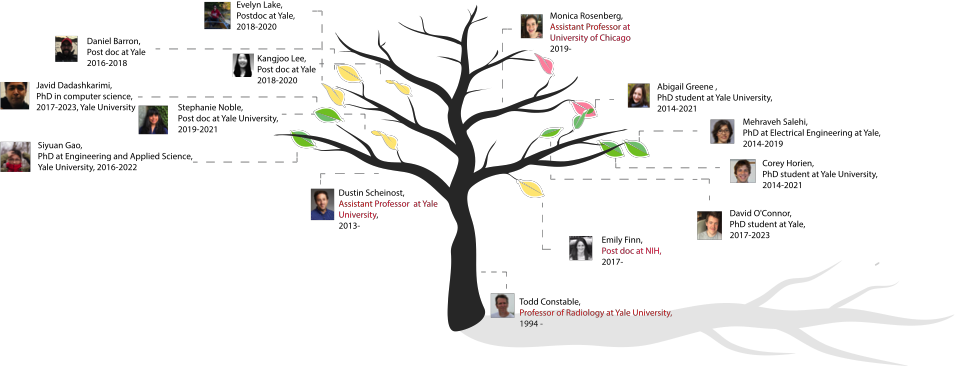 Evelyn Lake,
Postdoc at Yale,
2018-2020
Monica Rosenberg,
Assistant Professor at
University of Chicago
2019-
Daniel Barron,
Post doc at Yale
2016-2018
Kangjoo Lee,
Post doc at Yale
2018-2020
Javid Dadashkarimi,
PhD in computer science,
2017-2023, Yale University
Abigail Greene ,
PhD student at Yale University,
2014-2021
Stephanie Noble,
Post doc at Yale University,
2019-2021
Mehraveh Salehi,
PhD at Electrical Engineering at Yale,
2014-2019
Siyuan Gao,
PhD at Engineering and Applied Science,
Yale University, 2016-2022
Corey Horien,
PhD student at Yale University,
2014-2021
Dustin Scheinost,
Assistant Professor at Yale
University,
2013-
David O'Connor,
PhD student at Yale,
2017-2023
Emily Finn,
Post doc at NIH,
2017-
Todd Constable,
Professor of Radiology at Yale University,
1994 -